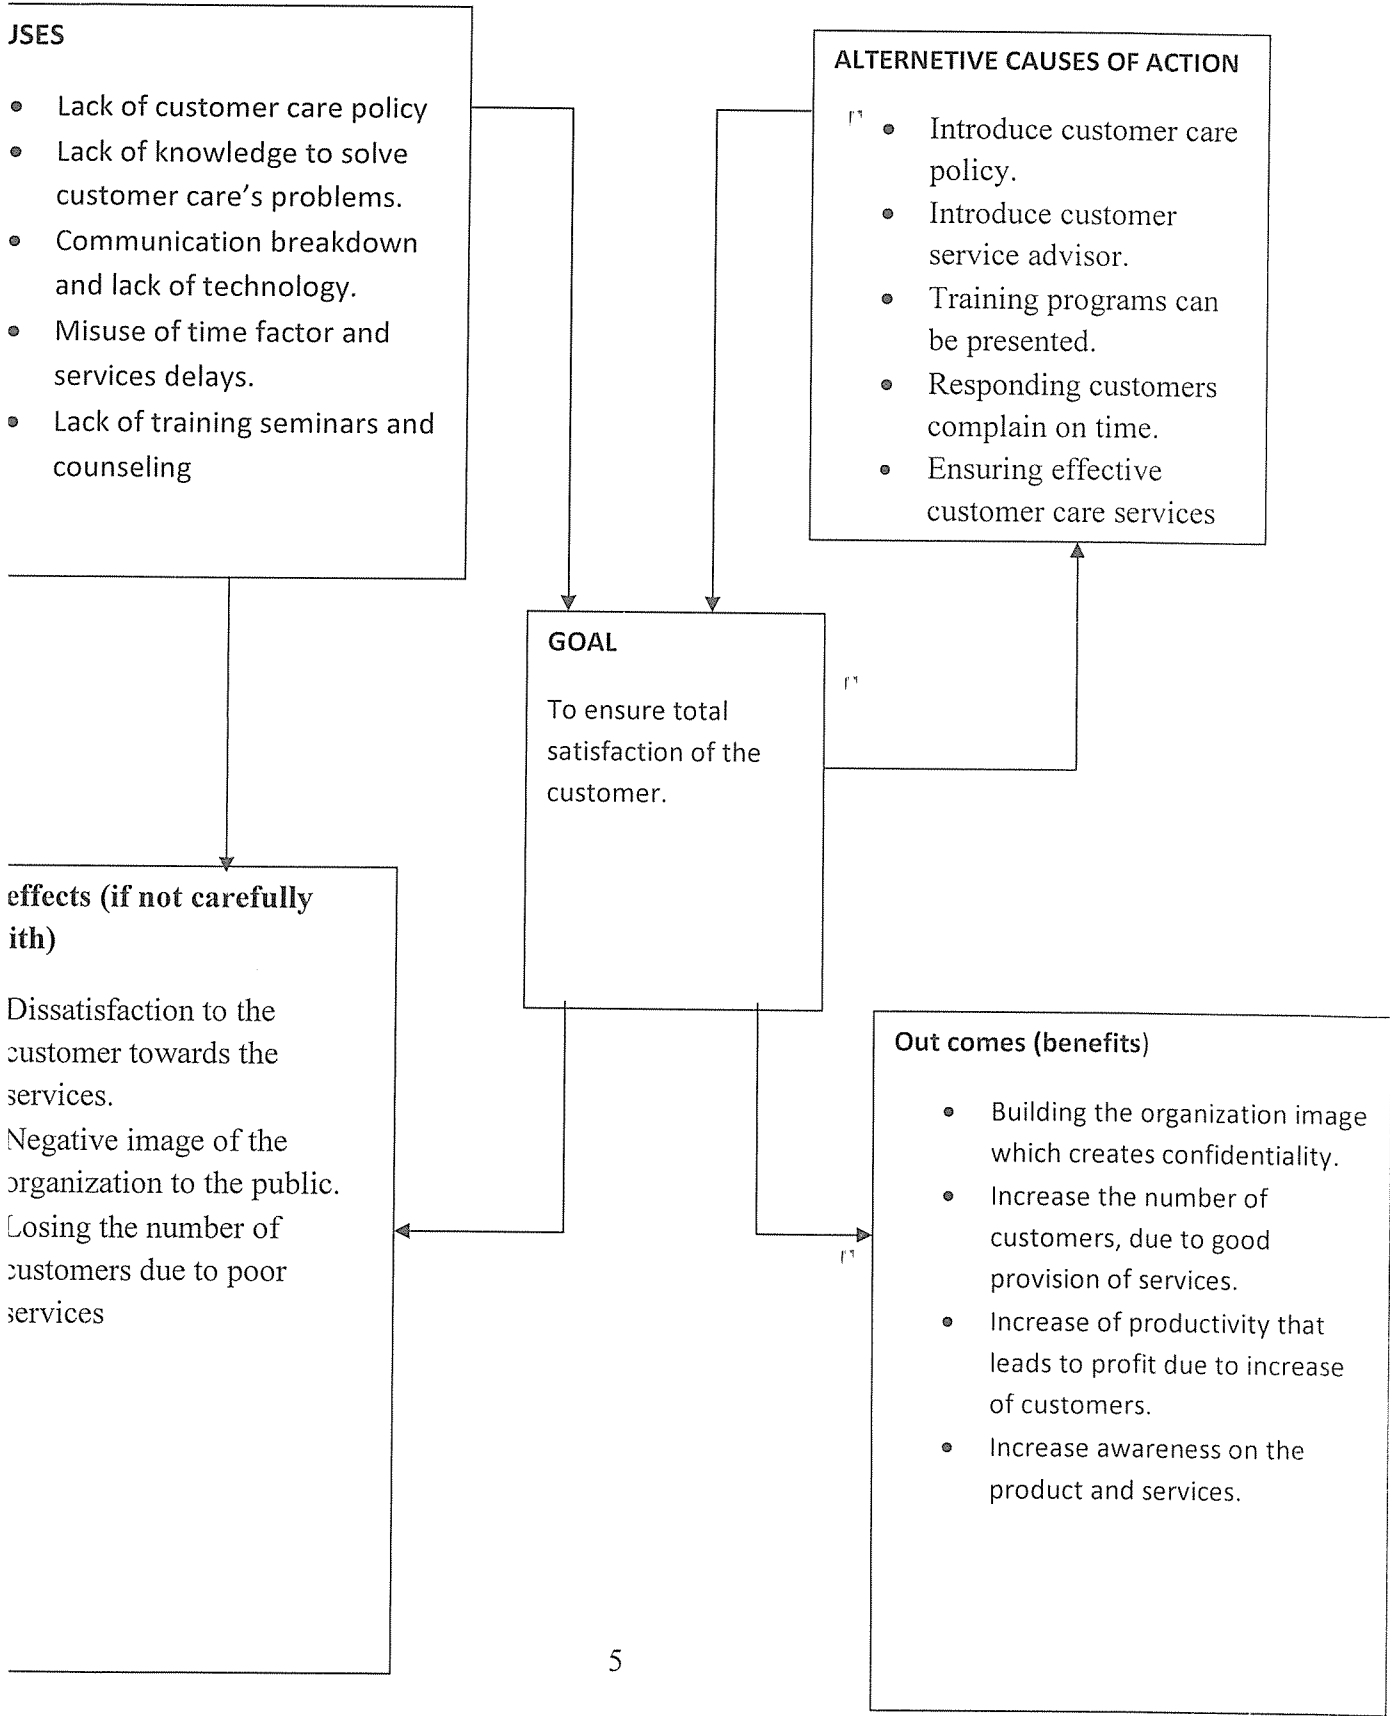 JSES
• Lack of customer care policy
• Lack of knowledge to solve
customer care's problems.
• Communication breakdown
and lack of technology.
• Misuse of time factor and
services delays.
• Lack of training seminars and
counseling
ALTERNETIVE CAUSES OF ACTION
• Introduce customer care
policy.
• Introduce customer
service advisor.
• Training programs can
be presented.
• Responding customers
complain on time.
• Ensuring effective
customer care services
GOAL
To ensure total
satisfaction of the
customer.
effects (if not carefully
ith)
Dissatisfaction to the
customer towards the
services.
Negative image of the
organization to the public.
Losing the number of
customers due to poor
services
Out comes (benefits)
• Building the organization image
which creates confidentiality.
• Increase the number of
customers, due to good
provision of services.
• Increase of productivity that
leads to profit due to increase
of customers.
• Increase awareness on the
product and services.
5